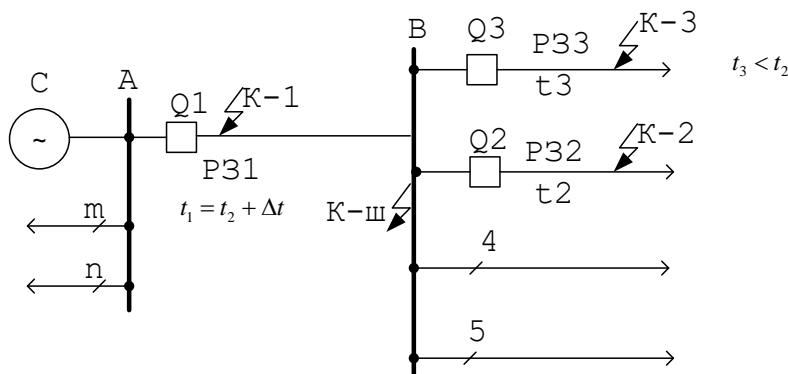 С
~
A
m
n
Q1
К-1
РЗ1
t₁ = t₂ + Δt
В
К-ш
Q3
РЗ3
t3
К-3
t₃ < t₂
Q2
РЗ2
t2
К-2
4
5